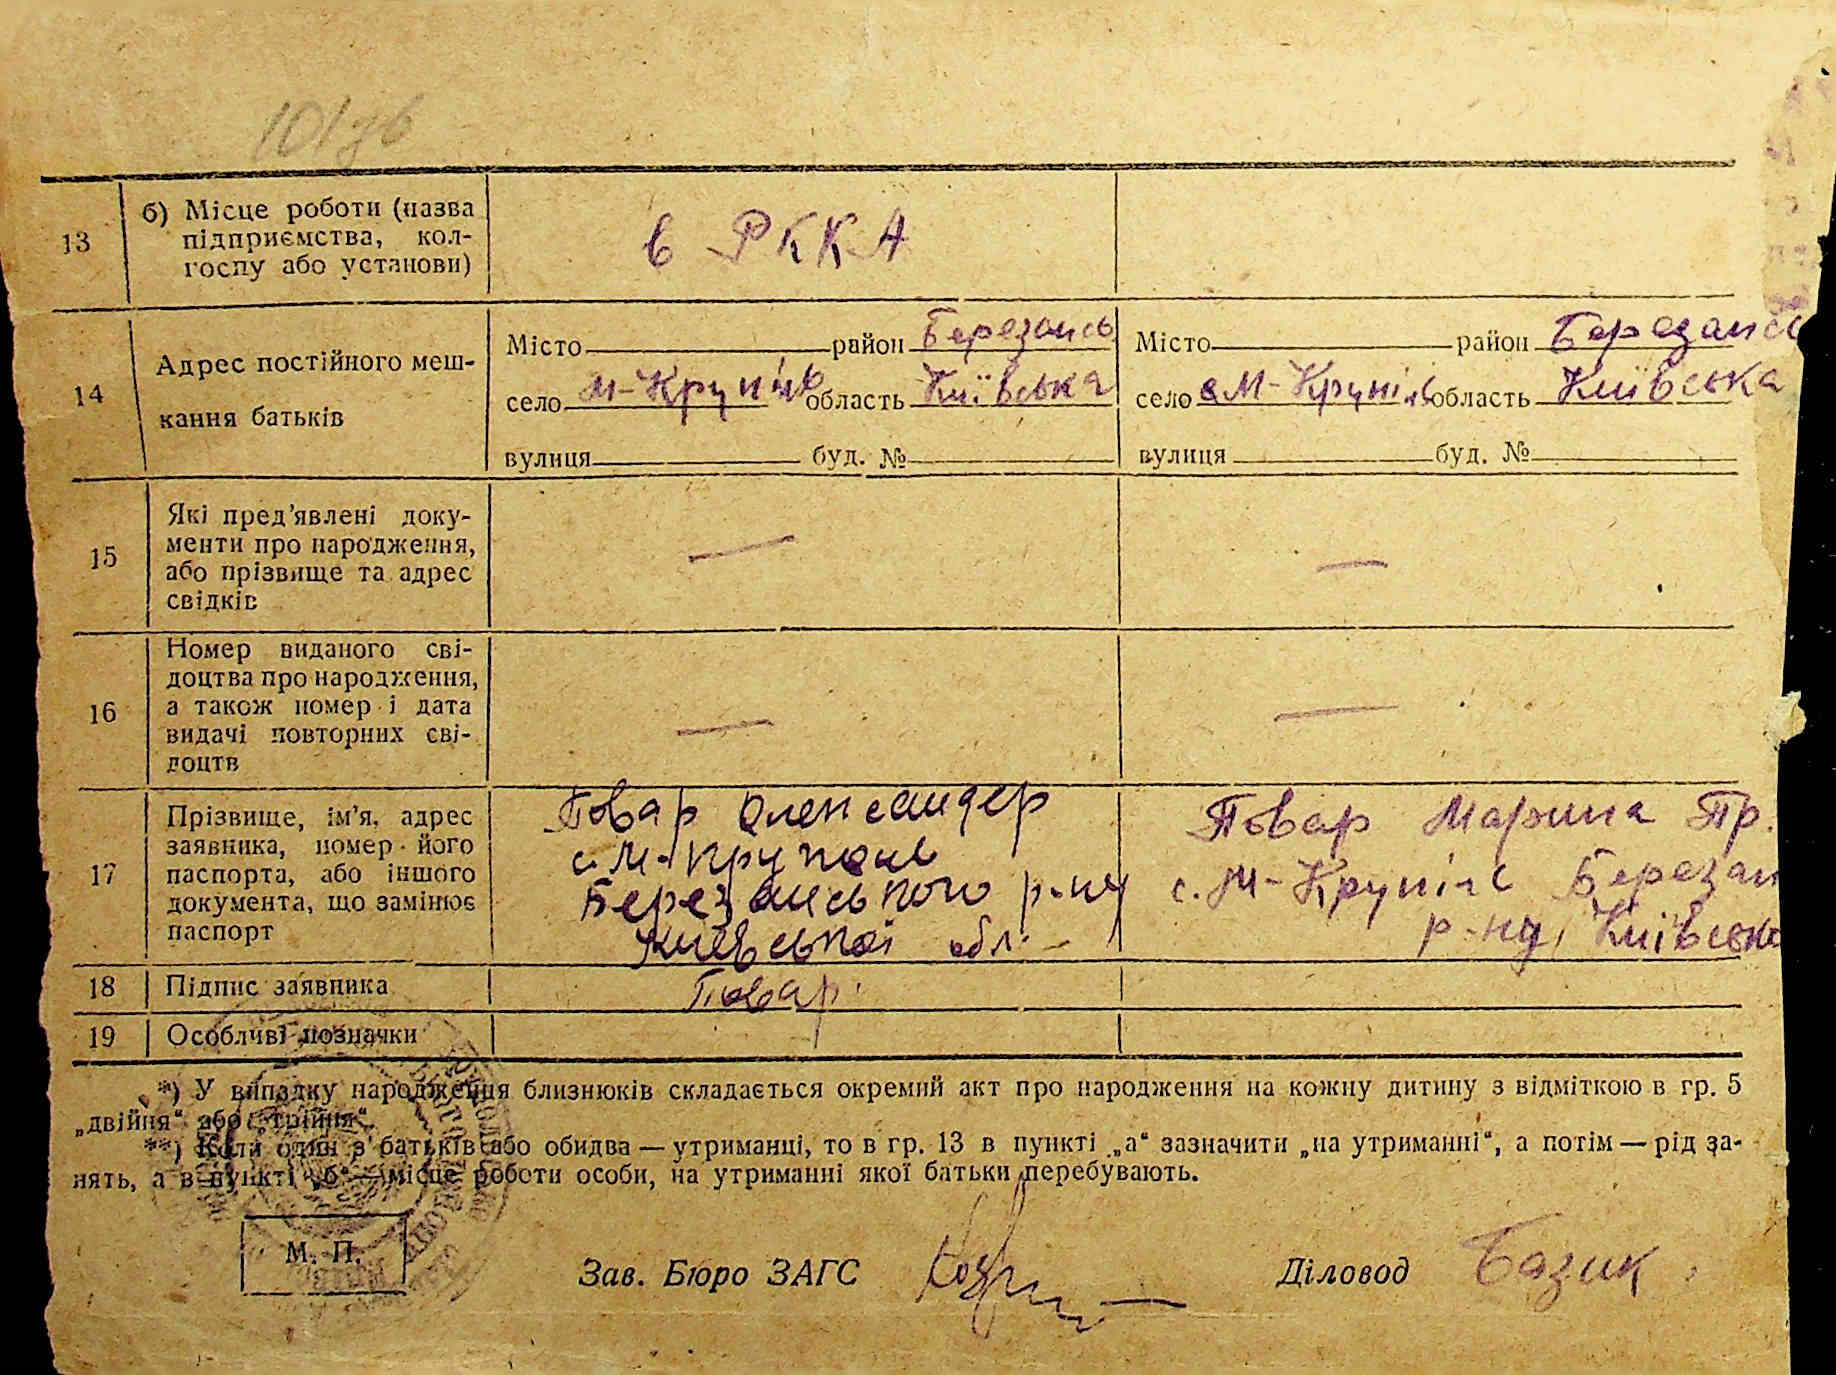 13
б) Місце роботи (назва
підприємства, кол-
госпу або установи)
в РККА
14
Адрес постійного меш-
кання батьків
Місто район Березансь
село М-Крупіль область Київська
вулиця буд. №
Місто район Березансь
село с М-Крупіль область Київська
вулиця буд. №
15
Які пред'явлені доку-
менти про народження,
або прізвище та адрес
свідків
—
—
16
Номер виданого сві-
доцтва про народження,
а також номер і дата
видачі повторних сві-
доцтв
—
—
17
Прізвище, ім'я, адрес
заявника, номер його
паспорта, або іншого
документа, що замінює
паспорт
Товар Олександер
с. М-Круполь
Березанського р-ну
Київської обл.
Товар Марина Пр.
с. М-Крупіль Березан
р-ну, Київсько
18
Підпис заявника
Товар
19
Особливі позначки
*) У випадку народження близнюків складається окремий акт про народження на кожну дитину з відміткою в гр. 5
„двійня“ або „трійня“.
**) Коли один з батьків або обидва — утриманці, то в гр. 13 в пункті „а“ зазначити „на утриманні“, а потім — рід за-
нять, а в пункті „б“ — місце роботи особи, на утриманні якої батьки перебувають.
М. П.
Зав. Бюро ЗАГС
Діловод Базик